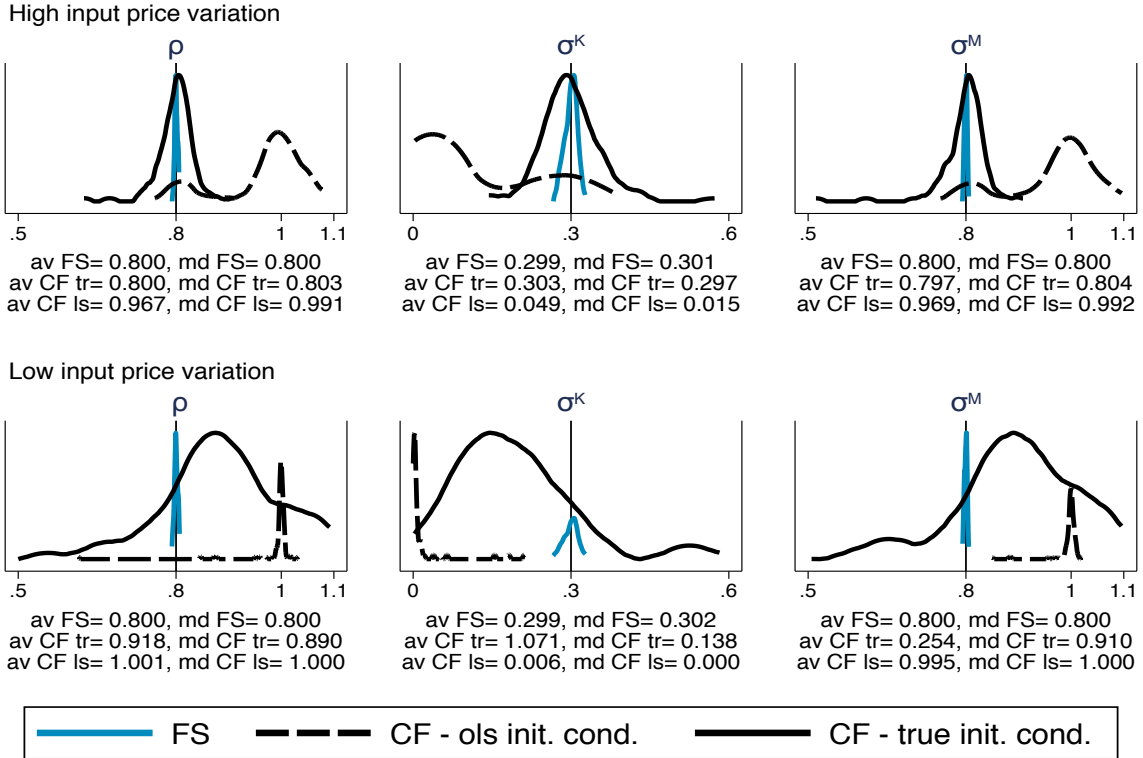 High input price variation
ρ σᴷ σᴹ
.5 .8 1 1.1 0 .3 .6 .5 .8 1 1.1
av FS= 0.800, md FS= 0.800 av FS= 0.299, md FS= 0.301 av FS= 0.800, md FS= 0.800
av CF tr= 0.800, md CF tr= 0.803 av CF tr= 0.303, md CF tr= 0.297 av CF tr= 0.797, md CF tr= 0.804
av CF ls= 0.967, md CF ls= 0.991 av CF ls= 0.049, md CF ls= 0.015 av CF ls= 0.969, md CF ls= 0.992
Low input price variation
ρ σᴷ σᴹ
.5 .8 1 1.1 0 .3 .6 .5 .8 1 1.1
av FS= 0.800, md FS= 0.800 av FS= 0.299, md FS= 0.302 av FS= 0.800, md FS= 0.800
av CF tr= 0.918, md CF tr= 0.890 av CF tr= 1.071, md CF tr= 0.138 av CF tr= 0.254, md CF tr= 0.910
av CF ls= 1.001, md CF ls= 1.000 av CF ls= 0.006, md CF ls= 0.000 av CF ls= 0.995, md CF ls= 1.000
FS CF - ols init. cond. CF - true init. cond.